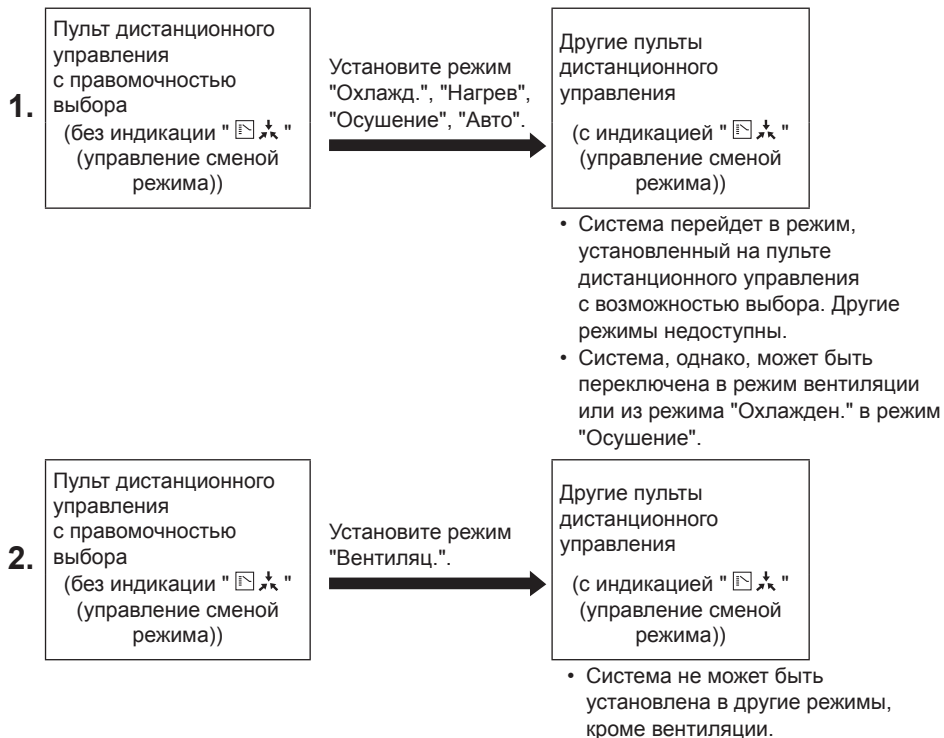 1.
Пульт дистанционного
управления
с правомочностью
выбора
(без индикации " "
(управление сменой
режима))
Установите режим
"Охлажд.", "Нагрев",
"Осушение", "Авто".
Другие пульты
дистанционного
управления
(с индикацией " "
(управление сменой
режима))
• Система перейдет в режим,
установленный на пульте
дистанционного управления
с возможностью выбора. Другие
режимы недоступны.
• Система, однако, может быть
переключена в режим вентиляции
или из режима "Охлажден." в режим
"Осушение".
2.
Пульт дистанционного
управления
с правомочностью
выбора
(без индикации " "
(управление сменой
режима))
Установите режим
"Вентиляц.".
Другие пульты
дистанционного
управления
(с индикацией " "
(управление сменой
режима))
• Система не может быть
установлена в другие режимы,
кроме вентиляции.